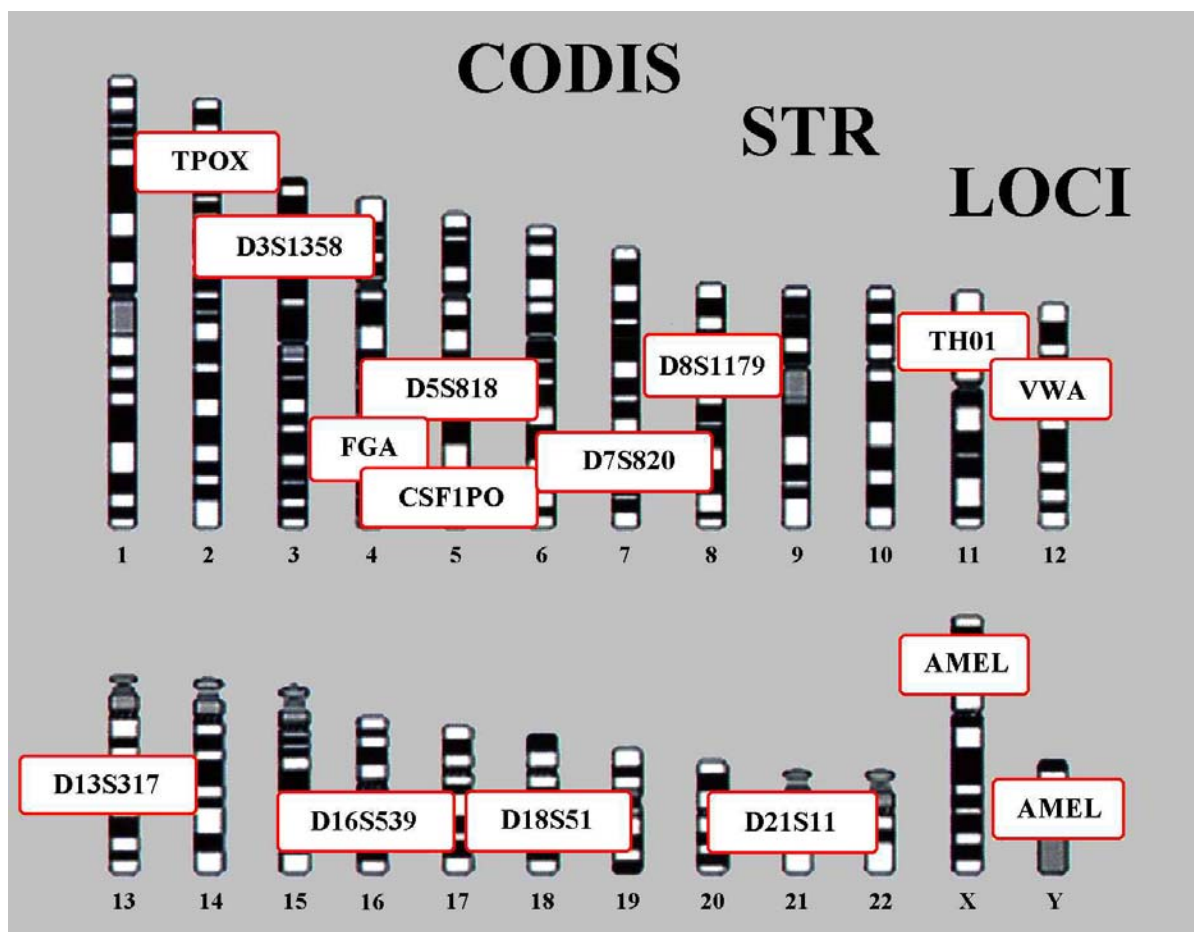 CODIS
STR
LOCI
TPOX
D3S1358
TH01
D8S1179
VWA
D5S818
FGA
D7S820
CSF1PO
1 2 3 4 5 6 7 8 9 10 11 12
AMEL
D13S317
D16S539
D18S51
D21S11
AMEL
13 14 15 16 17 18 19 20 21 22 X Y